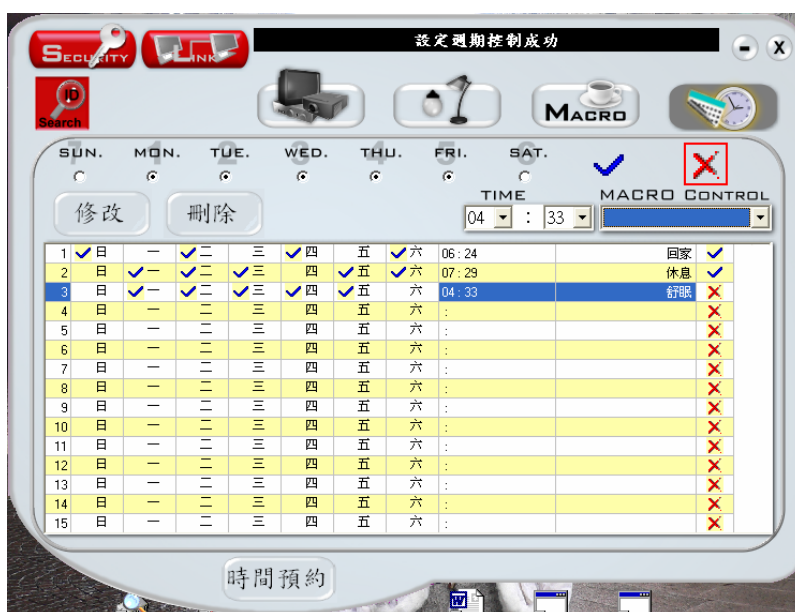 設定週期控制成功
SECURITY LINK
ID
Search
MACRO
SUN. MON. TUE. WED. THU. FRI. SAT.
TIME MACRO CONTROL
修改 刪除 04 : 33
1 日 一 二 三 四 五 六 06 : 24 回家
2 日 一 二 三 四 五 六 07 : 29 休息
3 日 一 二 三 四 五 六 04 : 33 舒眠
4 日 一 二 三 四 五 六 :
5 日 一 二 三 四 五 六 :
6 日 一 二 三 四 五 六 :
7 日 一 二 三 四 五 六 :
8 日 一 二 三 四 五 六 :
9 日 一 二 三 四 五 六 :
10 日 一 二 三 四 五 六 :
11 日 一 二 三 四 五 六 :
12 日 一 二 三 四 五 六 :
13 日 一 二 三 四 五 六 :
14 日 一 二 三 四 五 六 :
15 日 一 二 三 四 五 六 :
時間預約